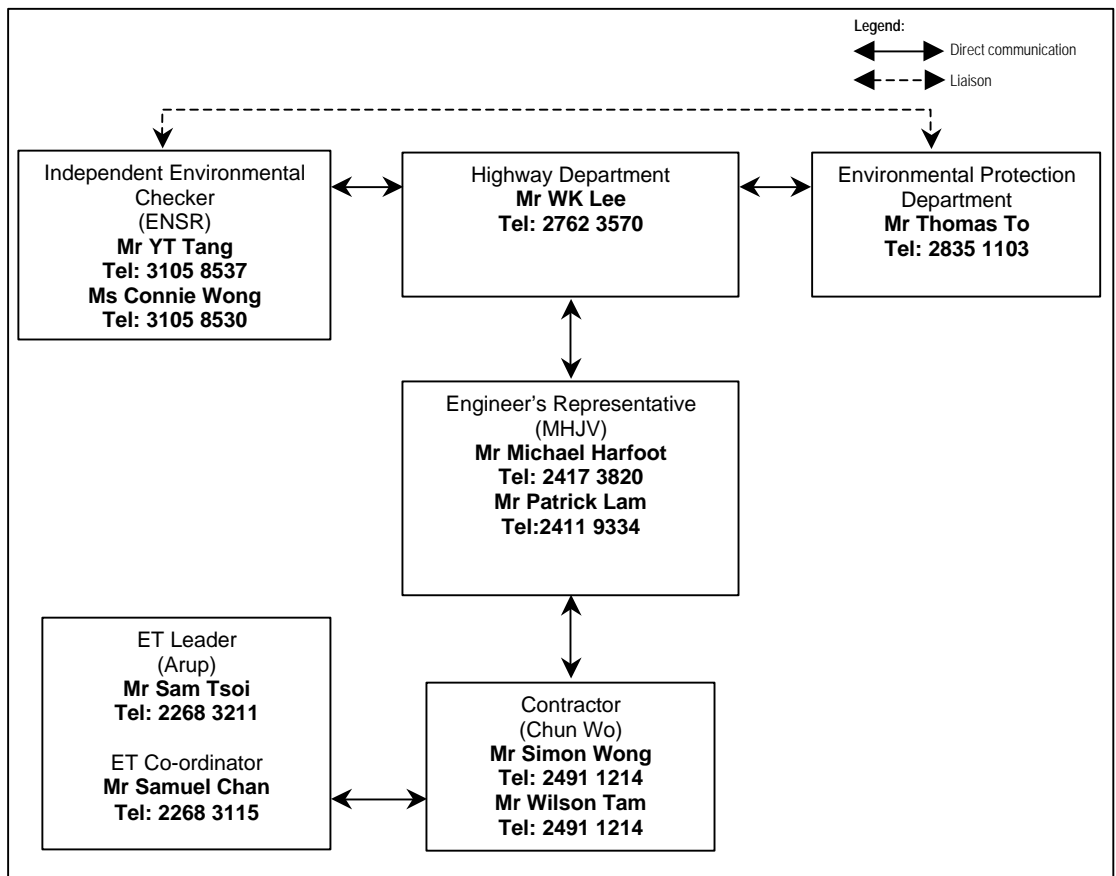 Legend:
Direct communication
Liaison
Independent Environmental
Checker
(ENSR)
Mr YT Tang
Tel: 3105 8537
Ms Connie Wong
Tel: 3105 8530
Highway Department
Mr WK Lee
Tel: 2762 3570
Environmental Protection
Department
Mr Thomas To
Tel: 2835 1103
Engineer's Representative
(MHJV)
Mr Michael Harfoot
Tel: 2417 3820
Mr Patrick Lam
Tel:2411 9334
ET Leader
(Arup)
Mr Sam Tsoi
Tel: 2268 3211
ET Co-ordinator
Mr Samuel Chan
Tel: 2268 3115
Contractor
(Chun Wo)
Mr Simon Wong
Tel: 2491 1214
Mr Wilson Tam
Tel: 2491 1214